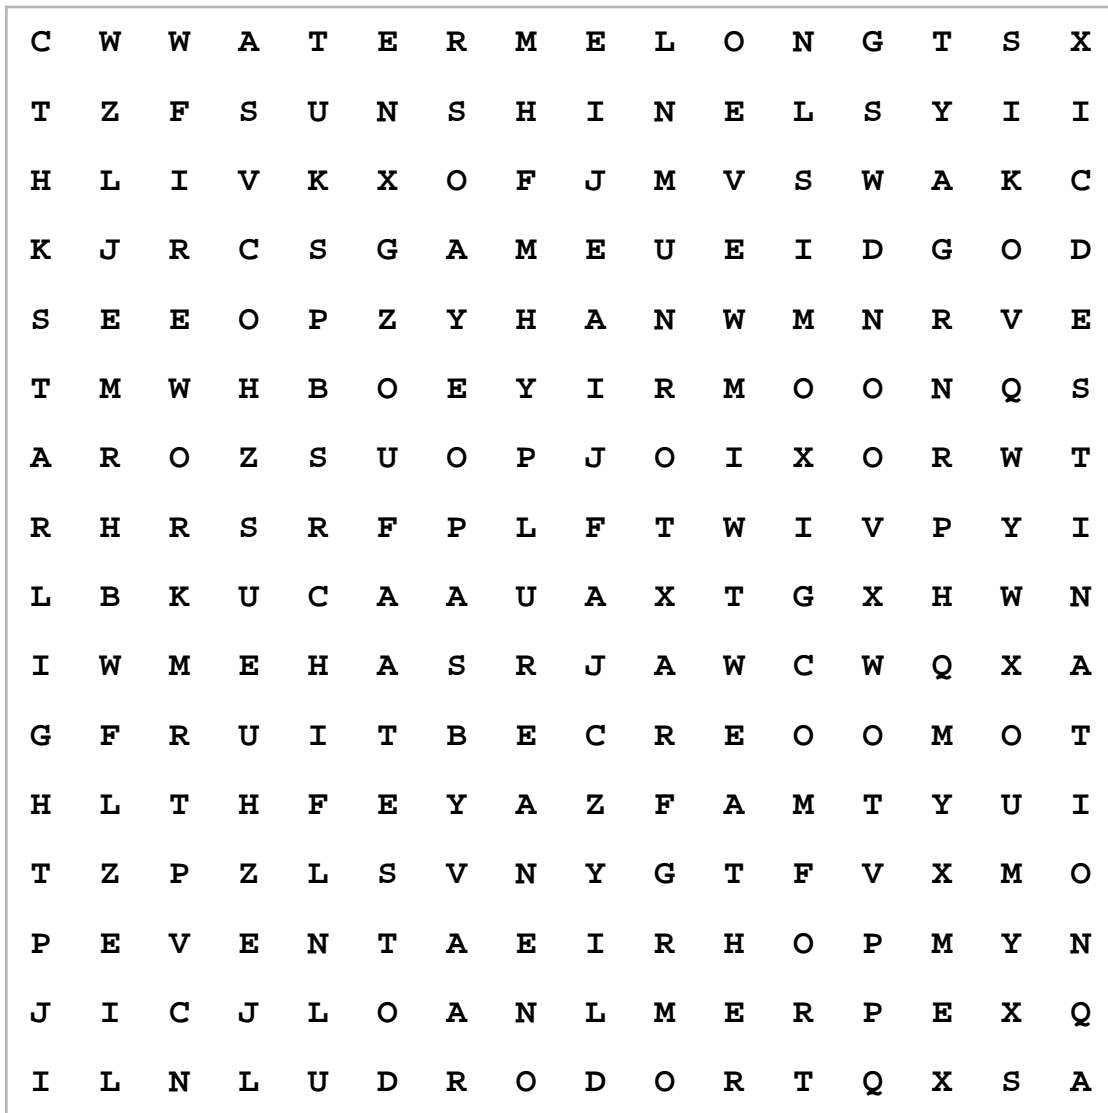 C W W A T E R M E L O N G T S X
T Z F S U N S H I N E L S Y I I
H L I V K X O F J M V S W A K C
K J R C S G A M E U E I D G O D
S E E O P Z Y H A N W M N R V E
T M W H B O E Y I R M O O N Q S
A R O Z S U O P J O I X O R W T
R H R S R F P L F T W I V P Y I
L B K U C A A U A X T G X H W N
I W M E H A S R J A W C W Q X A
G F R U I T B E C R E O O M O T
H L T H F E Y A Z F A M T Y U I
T Z P Z L S V N Y G T F V X M O
P E V E N T A E I R H O P M Y N
J I C J L O A N L M E R P E X Q
I L N L U D R O D O R T Q X S A